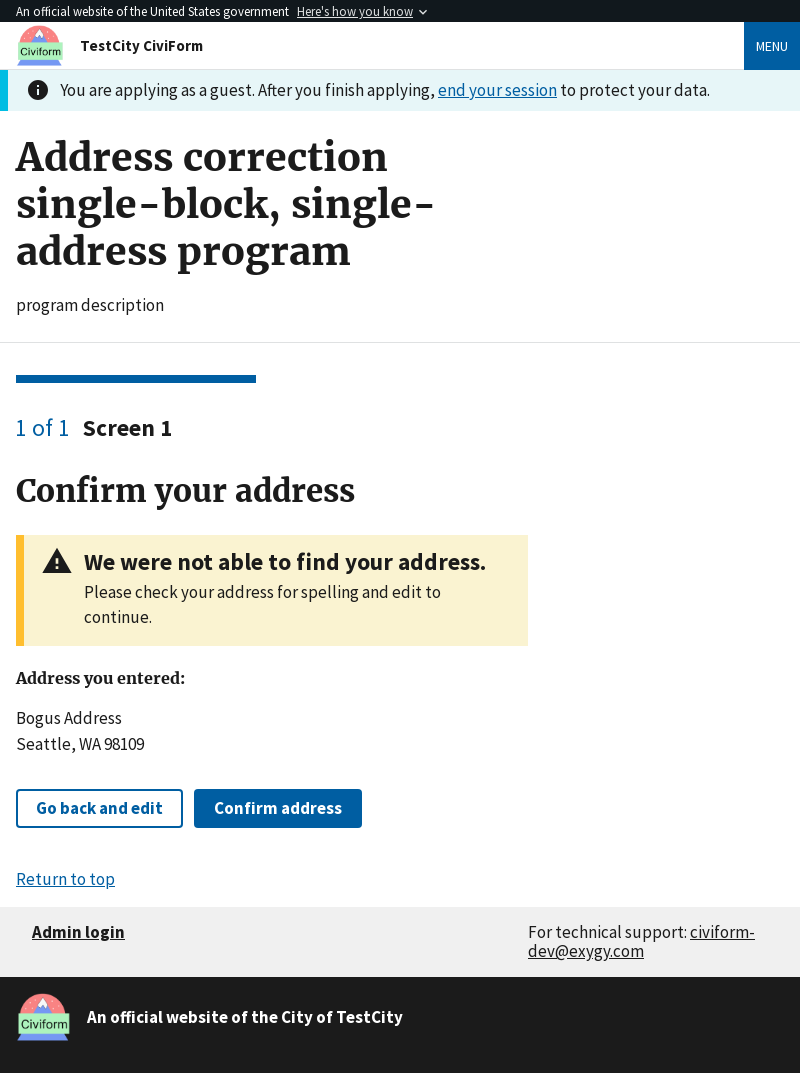 An official website of the United States government Here's how you know
Civiform
TestCity CiviForm
MENU
You are applying as a guest. After you finish applying, end your session to protect your data.
Address correction
single-block, single-
address program
program description
1 of 1 Screen 1
Confirm your address
We were not able to find your address.
Please check your address for spelling and edit to
continue.
Address you entered:
Bogus Address
Seattle, WA 98109
Go back and edit
Confirm address
Return to top
Admin login
For technical support: civiform-
dev@exygy.com
Civiform
An official website of the City of TestCity